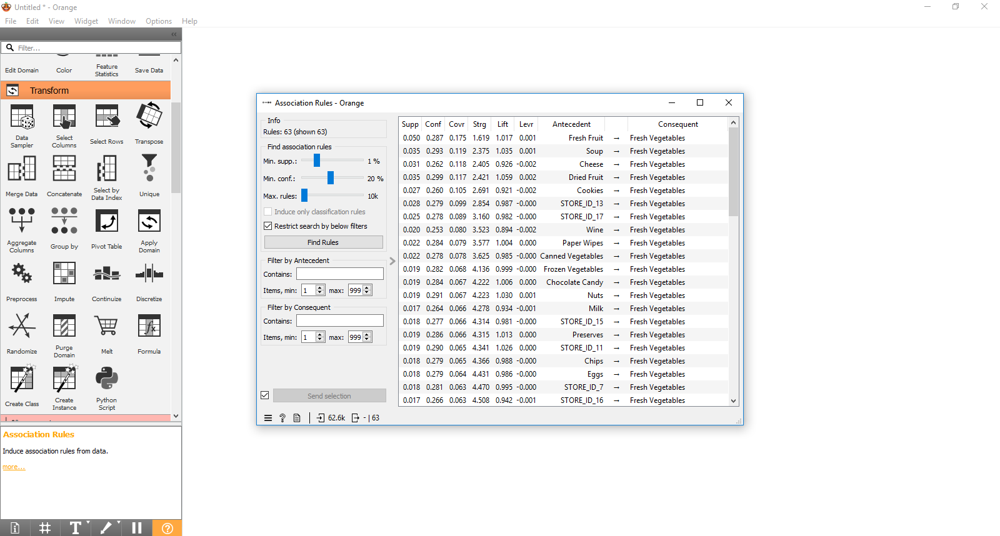 Untitled * - Orange
File Edit View Widget Window Options Help
Filter...
Edit Domain Color Feature Statistics Save Data
Transform
Data Sampler Select Columns Select Rows Transpose
Merge Data Concatenate Select by Data Index Unique
Aggregate Columns Group by Pivot Table Apply Domain
Preprocess Impute Continuize Discretize
Randomize Purge Domain Melt Formula
Create Class Create Instance Python Script
Association Rules
Induce association rules from data.
more...
Association Rules - Orange
Info
Rules: 63 (shown 63)
Find association rules
Min. supp.: 1 %
Min. conf.: 20 %
Max. rules: 10k
Induce only classification rules
Restrict search by below filters
Find Rules
Filter by Antecedent
Contains:
Items, min: 1 max: 999
Filter by Consequent
Contains:
Items, min: 1 max: 999
Send selection
62.6k - | 63
Supp Conf Covr Strg Lift Levr Antecedent Consequent
0.050 0.287 0.175 1.619 1.017 0.001 Fresh Fruit → Fresh Vegetables
0.035 0.293 0.119 2.375 1.035 0.001 Soup → Fresh Vegetables
0.031 0.262 0.118 2.405 0.926 -0.002 Cheese → Fresh Vegetables
0.035 0.299 0.117 2.421 1.059 0.002 Dried Fruit → Fresh Vegetables
0.027 0.260 0.105 2.691 0.921 -0.002 Cookies → Fresh Vegetables
0.028 0.279 0.099 2.854 0.987 -0.000 STORE_ID_13 → Fresh Vegetables
0.025 0.278 0.089 3.160 0.982 -0.000 STORE_ID_17 → Fresh Vegetables
0.020 0.253 0.080 3.523 0.894 -0.002 Wine → Fresh Vegetables
0.022 0.284 0.079 3.577 1.004 0.000 Paper Wipes → Fresh Vegetables
0.022 0.278 0.078 3.625 0.985 -0.000 Canned Vegetables → Fresh Vegetables
0.019 0.282 0.068 4.136 0.999 -0.000 Frozen Vegetables → Fresh Vegetables
0.019 0.284 0.067 4.222 1.006 0.000 Chocolate Candy → Fresh Vegetables
0.019 0.291 0.067 4.223 1.030 0.001 Nuts → Fresh Vegetables
0.017 0.264 0.066 4.278 0.934 -0.001 Milk → Fresh Vegetables
0.018 0.277 0.066 4.314 0.981 -0.000 STORE_ID_15 → Fresh Vegetables
0.019 0.286 0.066 4.315 1.013 0.000 Preserves → Fresh Vegetables
0.019 0.290 0.065 4.341 1.026 0.000 STORE_ID_11 → Fresh Vegetables
0.018 0.279 0.065 4.366 0.988 -0.000 Chips → Fresh Vegetables
0.018 0.279 0.064 4.431 0.986 -0.000 Eggs → Fresh Vegetables
0.018 0.281 0.063 4.470 0.995 -0.000 STORE_ID_7 → Fresh Vegetables
0.017 0.266 0.063 4.508 0.942 -0.001 STORE_ID_16 → Fresh Vegetables